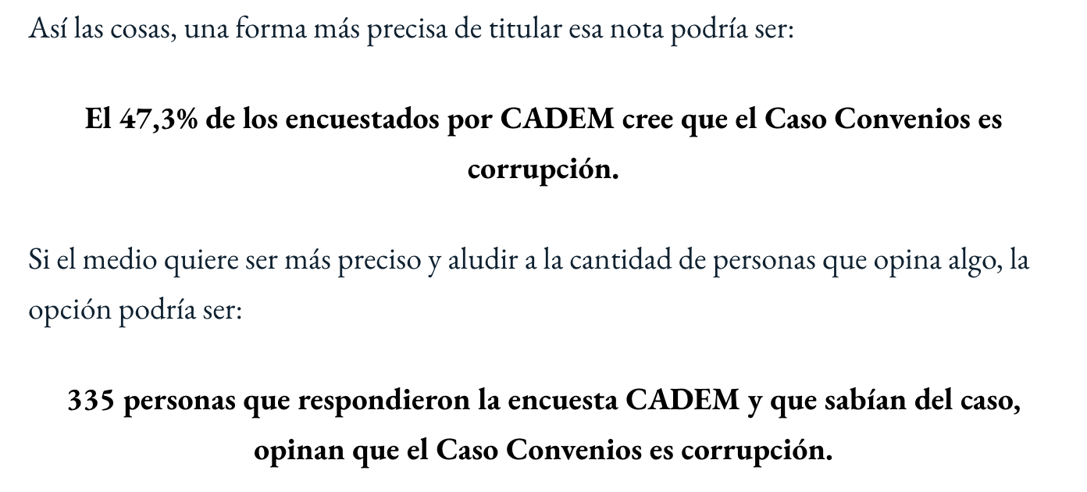 Así las cosas, una forma más precisa de titular esa nota podría ser:
El 47,3% de los encuestados por CADEM cree que el Caso Convenios es
corrupción.
Si el medio quiere ser más preciso y aludir a la cantidad de personas que opina algo, la
opción podría ser:
335 personas que respondieron la encuesta CADEM y que sabían del caso,
opinan que el Caso Convenios es corrupción.